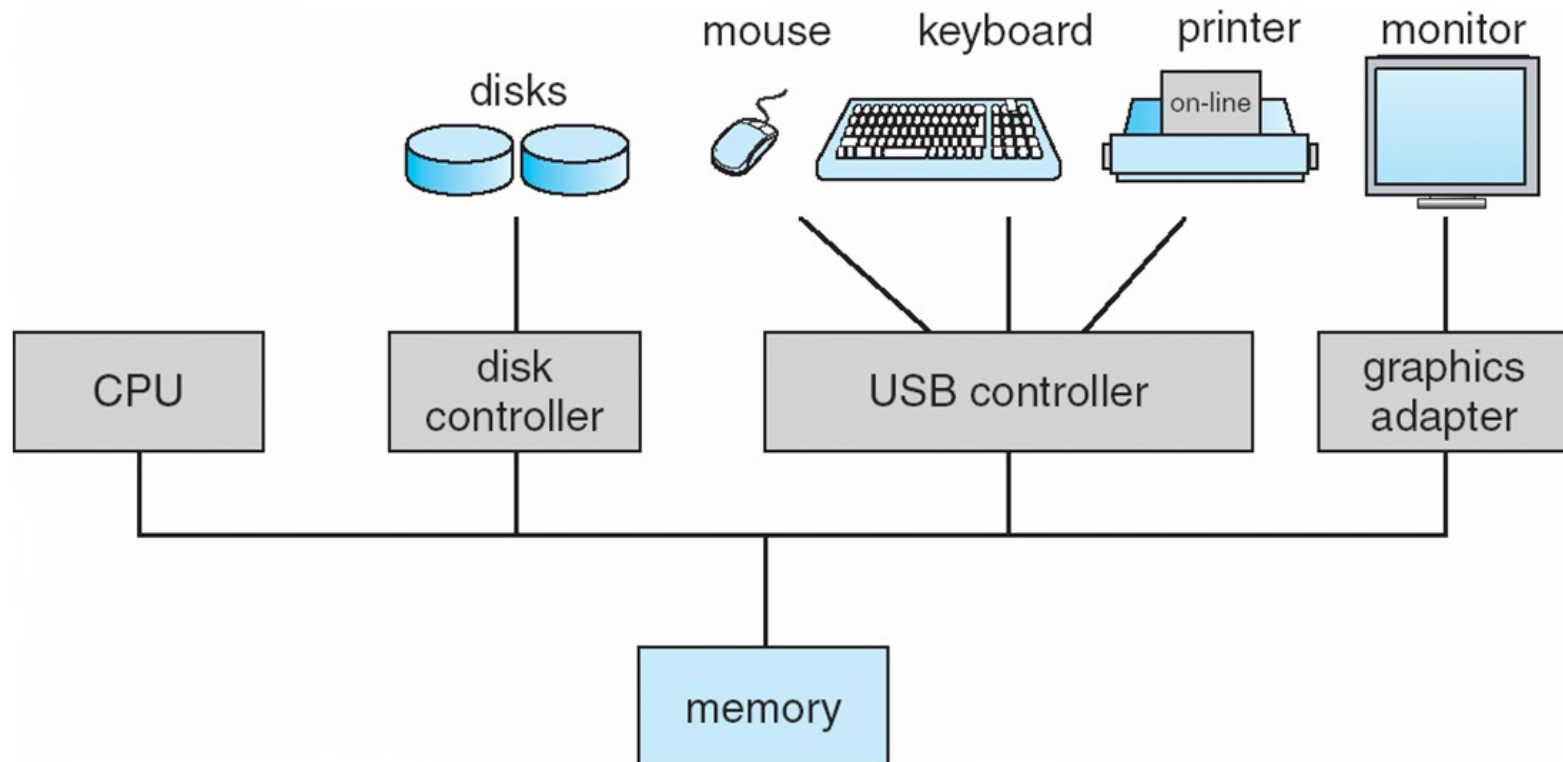 mouse
keyboard
printer
monitor
disks
on-line
CPU
disk
controller
USB controller
graphics
adapter
memory